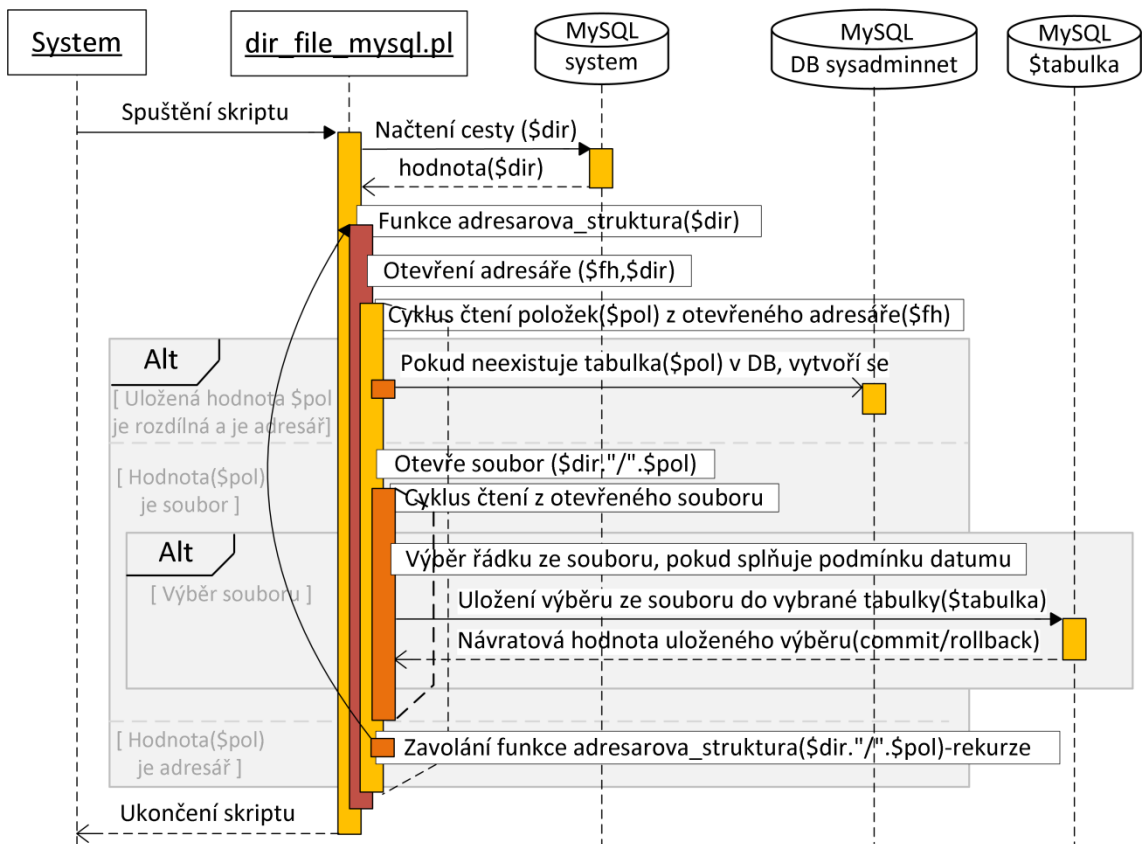 System
dir_file_mysql.pl
MySQL
system
MySQL
DB sysadminnet
MySQL
$tabulka
Spuštění skriptu
Načtení cesty ($dir)
hodnota($dir)
Funkce adresarova_struktura($dir)
Otevření adresáře ($fh,$dir)
Cyklus čtení položek($pol) z otevřeného adresáře($fh)
Alt
Pokud neexistuje tabulka($pol) v DB, vytvoří se
[ Uložená hodnota $pol
je rozdílná a je adresář]
Otevře soubor ($dir."/".$pol)
[ Hodnota($pol)
je soubor ]
Cyklus čtení z otevřeného souboru
Alt
Výběr řádku ze souboru, pokud splňuje podmínku datumu
[ Výběr souboru ]
Uložení výběru ze souboru do vybrané tabulky($tabulka)
Návratová hodnota uloženého výběru(commit/rollback)
[ Hodnota($pol)
je adresář ]
Zavolání funkce adresarova_struktura($dir."/".$pol)-rekurze
Ukončení skriptu